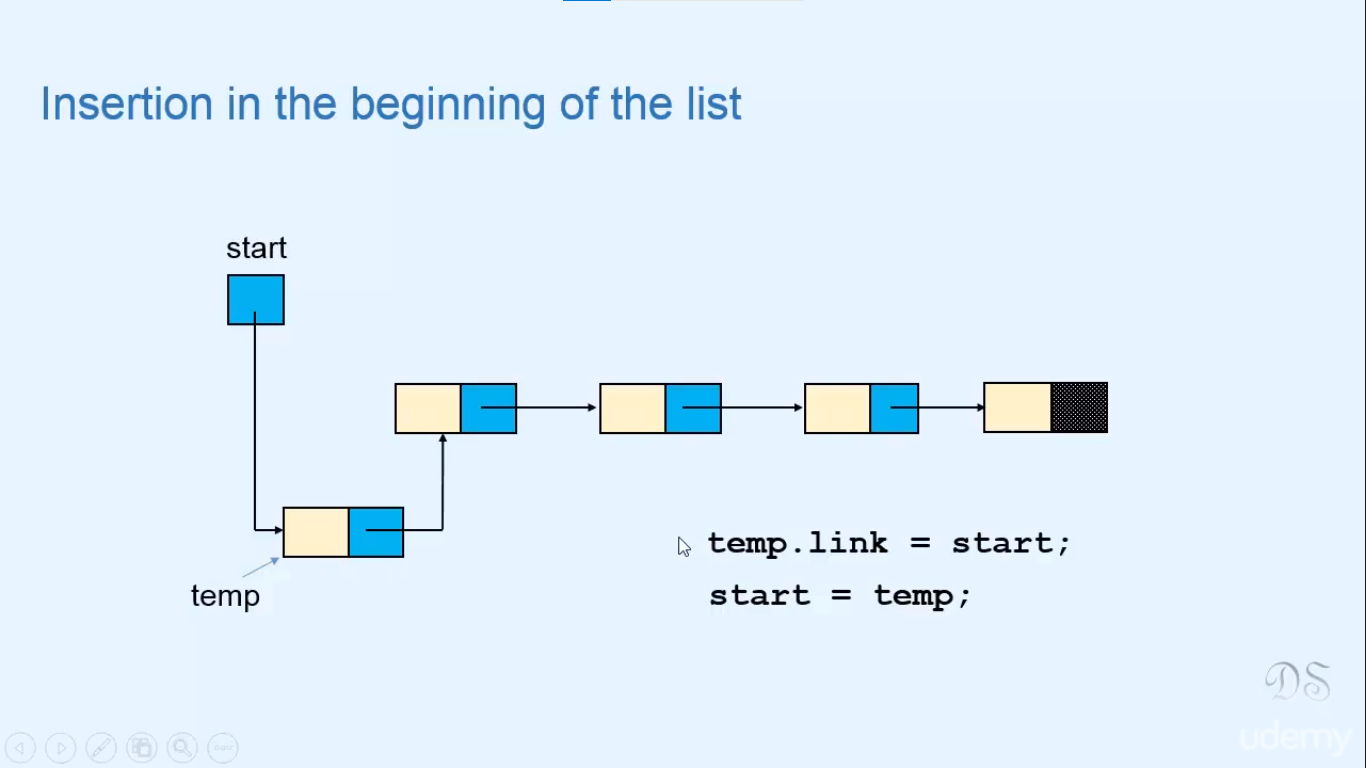 Insertion in the beginning of the list
start
temp.link = start;
start = temp;
temp
DS
udemy